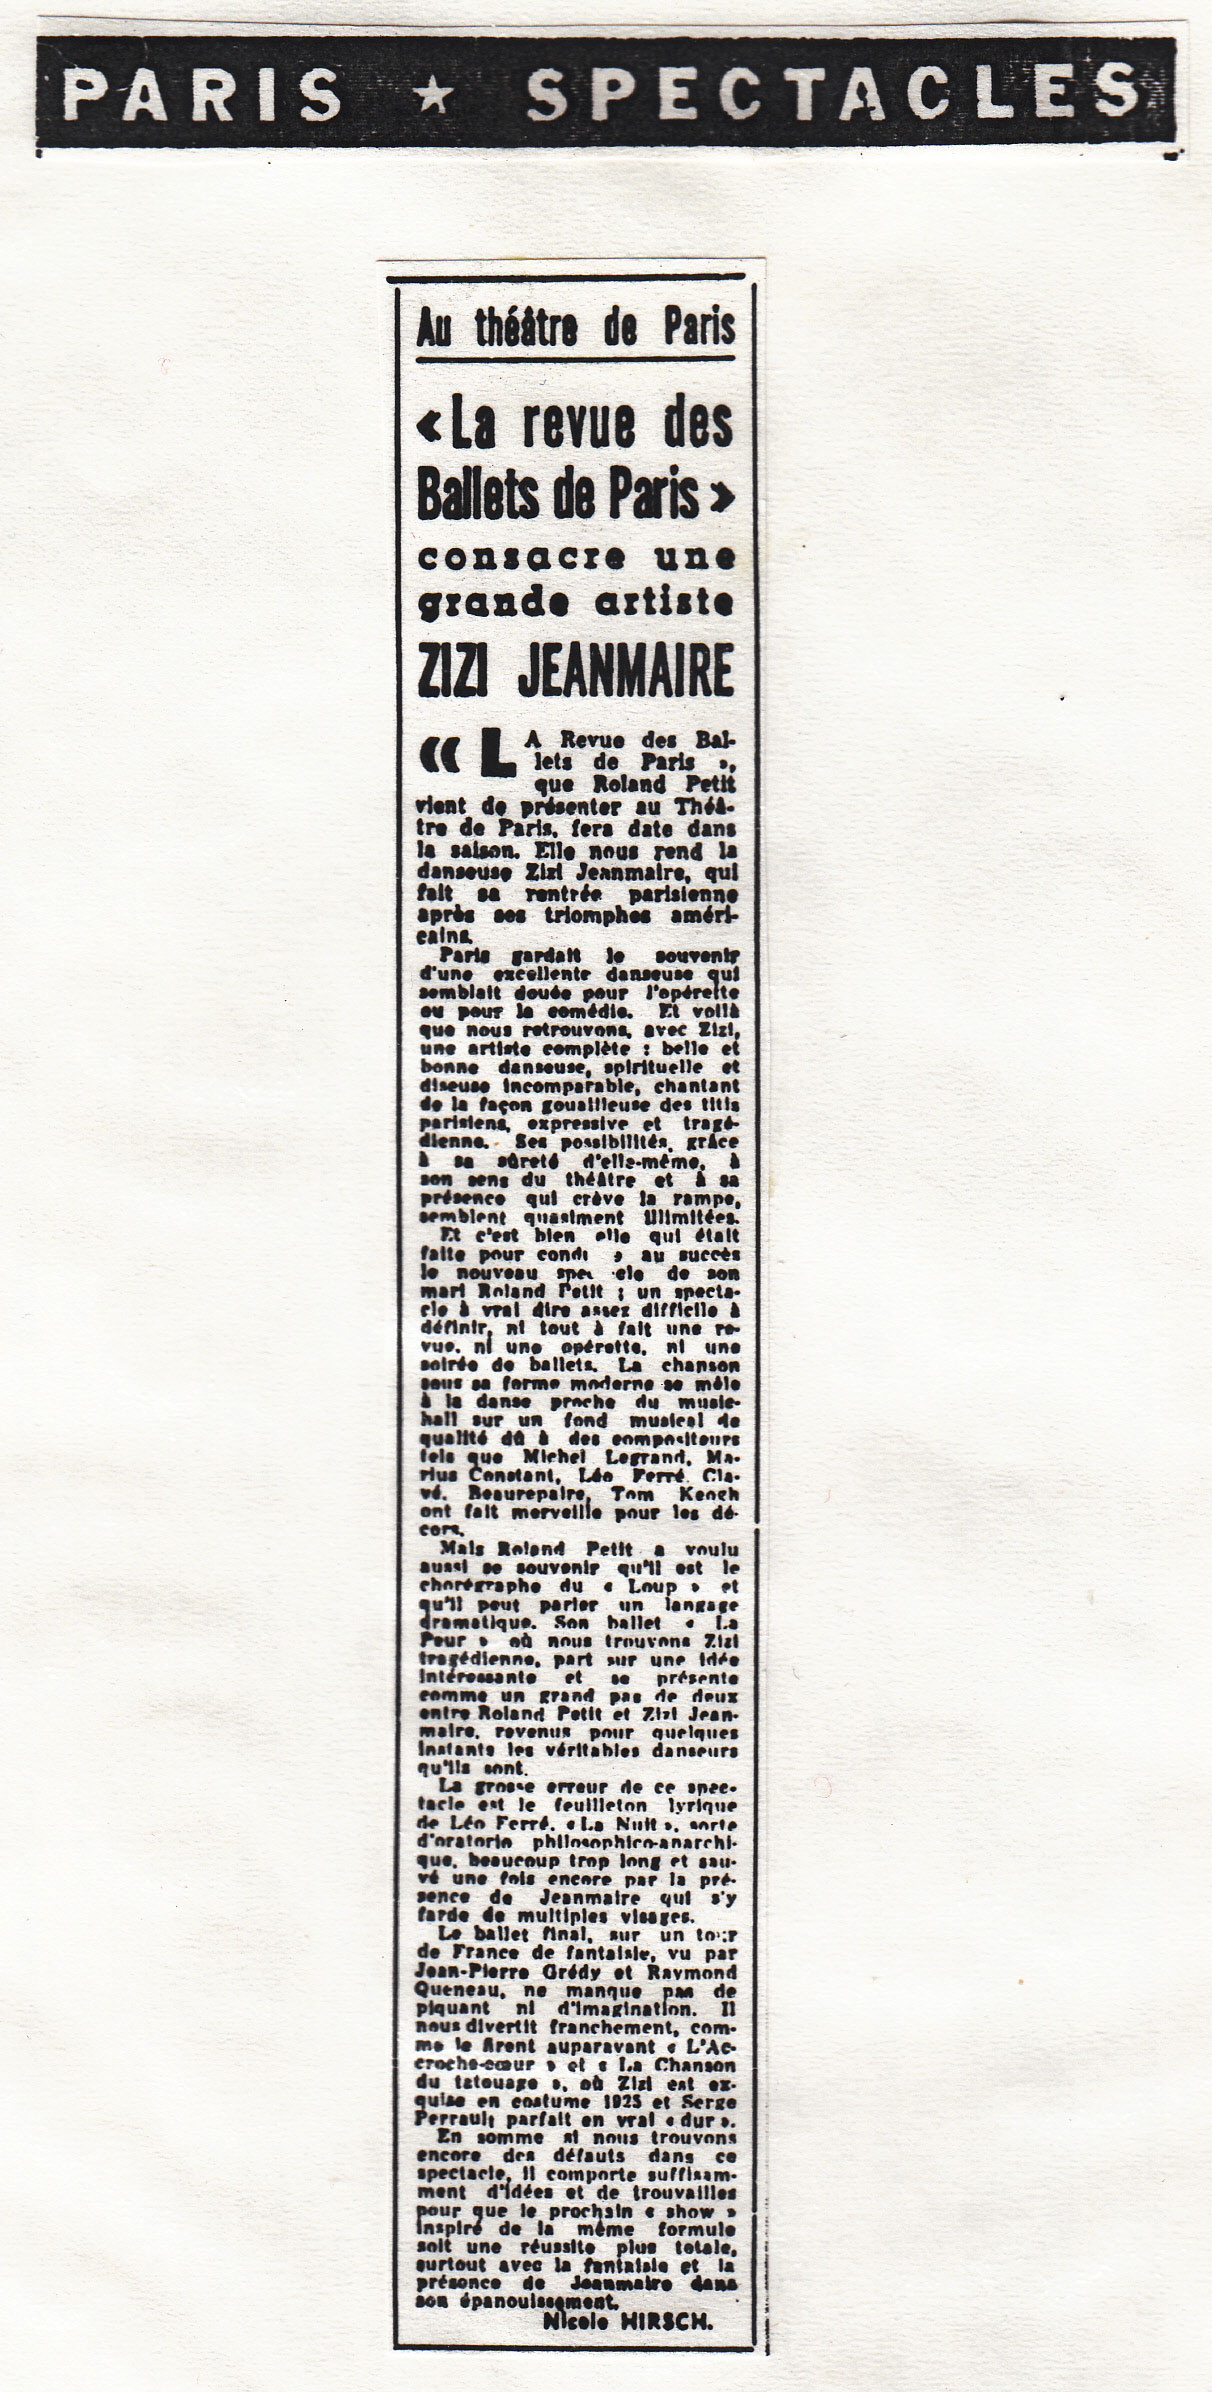 PARIS ★ SPECTACLES
Au théâtre de Paris
« La revue des
Ballets de Paris »
consacre une
grande artiste
ZIZI JEANMAIRE
« LA Revue des Bal-
lets de Paris »,
que Roland Petit
vient de présenter au Théâ-
tre de Paris, fera date dans
la saison. Elle nous rend la
danseuse Zizi Jeanmaire, qui
fait sa rentrée parisienne
après ses triomphes améri-
cains.
Paris gardait le souvenir
d'une excellente danseuse qui
semblait douée pour l'opérette
ou pour la comédie. Et voilà
que nous retrouvons, avec Zizi,
une artiste complète : belle et
bonne danseuse, spirituelle et
diseuse incomparable, chantant
de la façon gouailleuse des titis
parisiens, expressive et tragé-
dienne. Ses possibilités, grâce
à sa sûreté d'elle-même, à
son sens du théâtre et à sa
présence qui crève la rampe,
semblent quasiment illimitées.
Et c'est bien elle qui était
faite pour au succès
le nouveau de son
mari Roland Petit ; un specta-
cle à vrai dire assez difficile à
définir, ni tout à fait une re-
vue, ni une opérette, ni une
soirée de ballets. La chanson
sous sa forme moderne se mêle
à la danse proche du music-
hall sur un fond musical de
qualité dû à des compositeurs
tels que Michel Legrand, Ma-
rius Constant, Léo Ferré. Cla-
vé, Beaurepaire, Tom Keogh
ont fait merveille pour les dé-
cors.
Mais Roland Petit a voulu
aussi se souvenir qu'il est le
chorégraphe du « Loup » et
qu'il peut parler un langage
dramatique. Son ballet « La
Peur » où nous trouvons Zizi
tragédienne, part sur une idée
intéressante et se présente
comme un grand pas de deux
entre Roland Petit et Zizi Jean-
maire, revenus pour quelques
instants les véritables danseurs
qu'ils sont.
La grosse erreur de ce spec-
tacle est le feuilleton lyrique
de Léo Ferré, « La Nuit », sorte
d'oratorio philosophico-anarchi-
que, beaucoup trop long et sau-
vé une fois encore par la pré-
sence de Jeanmaire qui s'y
farde de multiples visages.
Le ballet final, sur un tour
de France de fantaisie, vu par
Jean-Pierre Grédy et Raymond
Queneau, ne manque pas de
piquant ni d'imagination. Il
nous divertit franchement, com-
me le firent auparavant « L'Ac-
croche-cœur » et « La Chanson
du tatouage », où Zizi est ex-
quise en costume 1925 et Serge
Perrault parfait en vrai « dur ».
En somme si nous trouvons
encore des défauts dans ce
spectacle, il comporte suffisam-
ment d'idées et de trouvailles
pour que le prochain « show »
inspiré de la même formule
soit une réussite plus totale,
surtout avec la fantaisie et la
présence de Jeanmaire dans
son épanouissement.
Nicole HIRSCH.